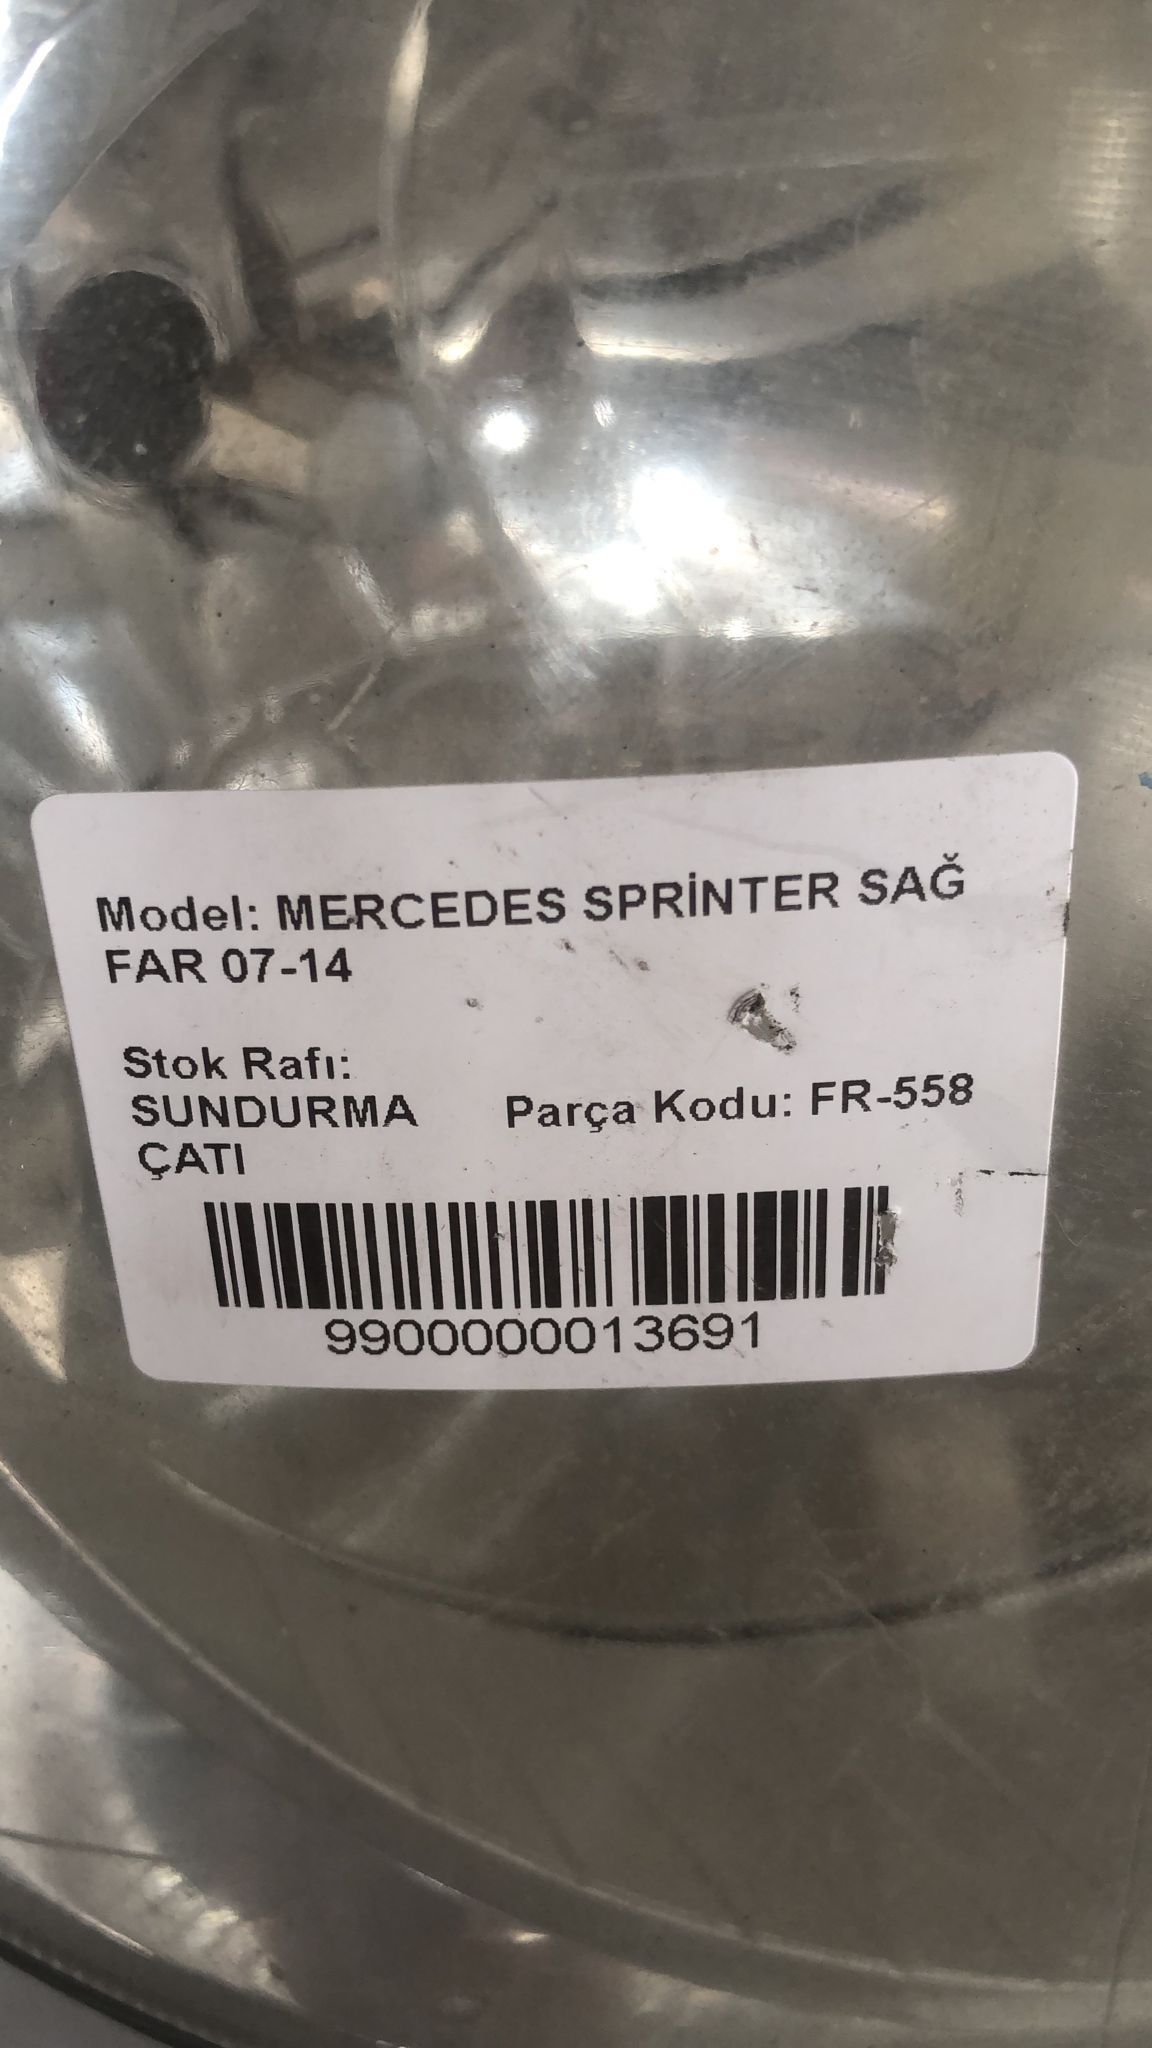 Model: MERCEDES SPRİNTER SAĞ
FAR 07-14
Stok Rafı:
SUNDURMA
ÇATI
Parça Kodu: FR-558
9900000013691